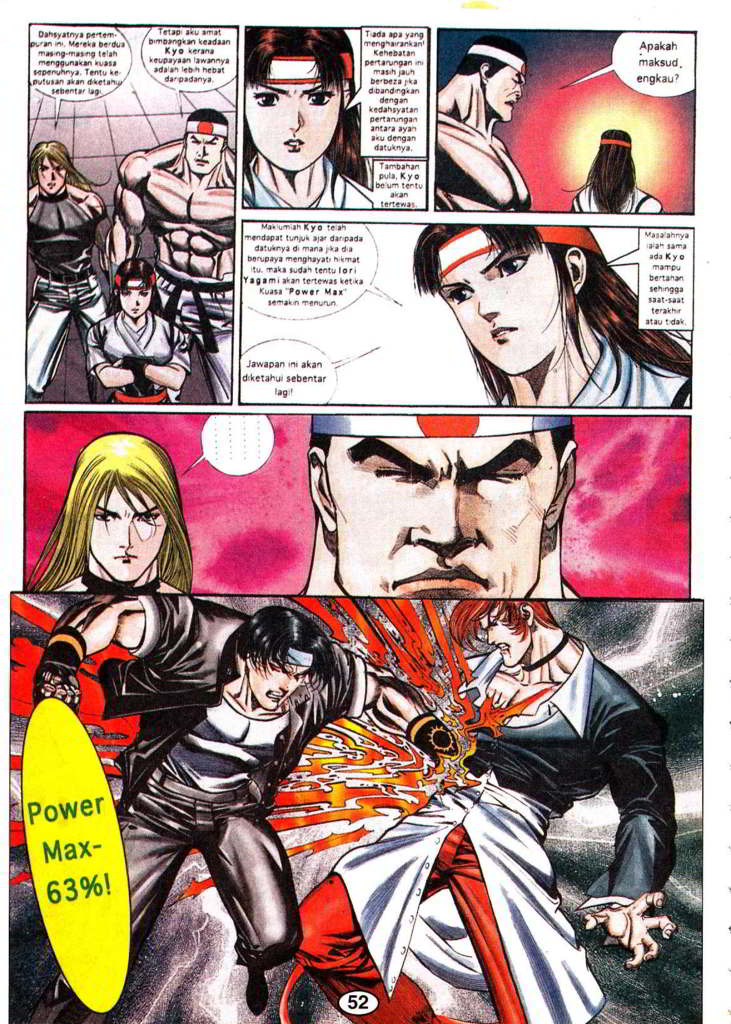 Dahsyatnya pertem-
puran ini. Mereka berdua
masing-masing telah
menggunakan kuasa
sepenuhnya. Tentu ke-
putusan akan diketahui
sebentar lagi.
Tetapi aku amat
bimbangkan keadaan
Kyo kerana
keupayaan lawannya
adalah lebih hebat
daripadanya.
Tiada apa yang
menghairankan!
Kehebatan
pertarungan ini
masih jauh
berbeza jika
dibandingkan
dengan
kedahsyatan
pertarungan
antara ayah
aku dengan
datuknya.
Tambahan
pula, Kyo
belum tentu
akan
tertewas.
Apakah
maksud
engkau?
Maklumlah Kyo telah
mendapat tunjuk ajar daripada
datuknya di mana jika dia
berupaya menghayati hikmat
itu, maka sudah tentu Iori
Yagami akan tertewas ketika
Kuasa "Power Max"
semakin menurun.
Masalahnya
ialah sama
ada Kyo
mampu
bertahan
sehingga
saat-saat
terakhir
atau tidak.
Jawapan ini akan
diketahui sebentar
lagi!
Power
Max-
63%!
52